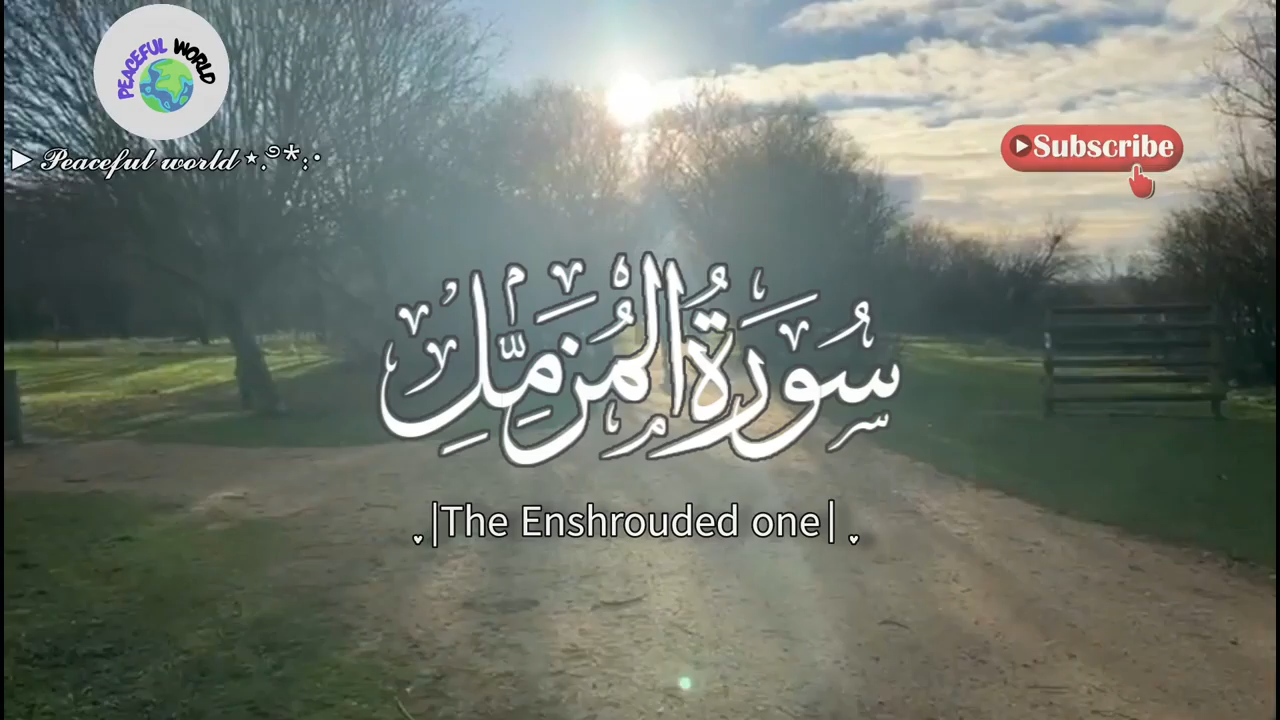 PEACEFUL WORLD
▶ Peaceful world ⋆.࿐*:･
Subscribe
سُورَةُ الْمُزَّمِّلِ
|The Enshrouded one|